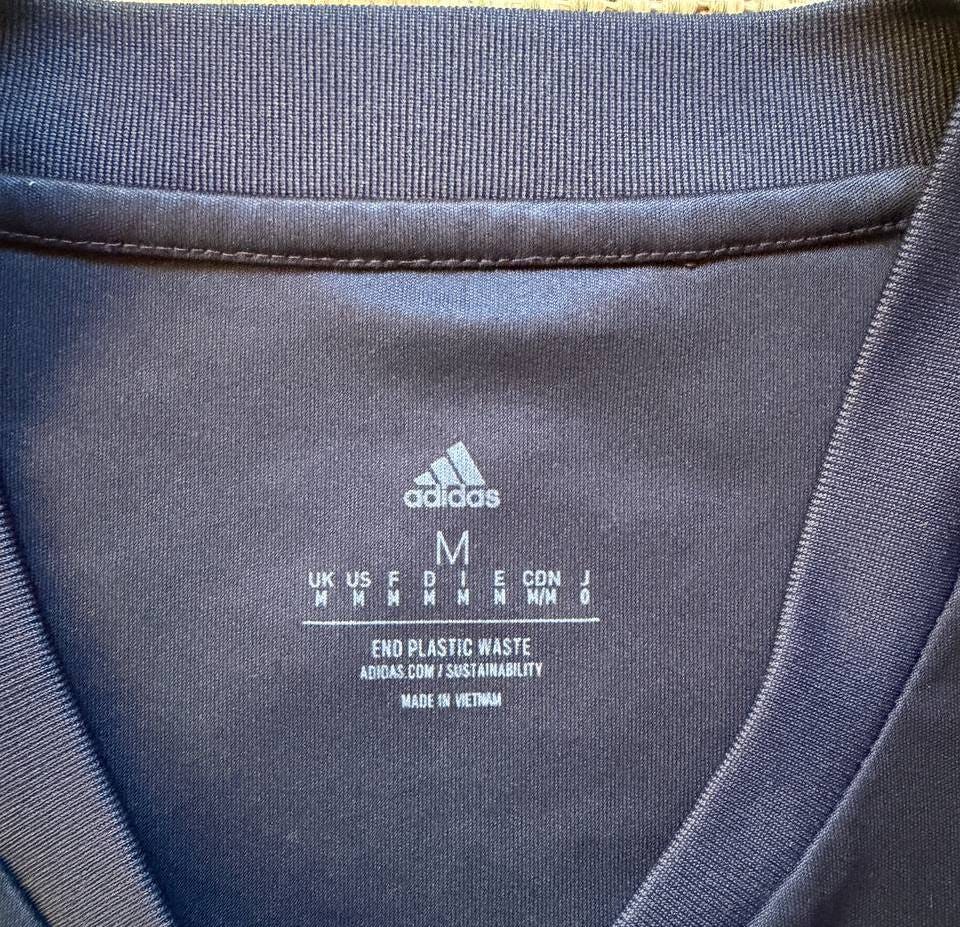 adidas
M
UK US F D I E CDN J
M M M M M M M/M O
END PLASTIC WASTE
ADIDAS.COM / SUSTAINABILITY
MADE IN VIETNAM